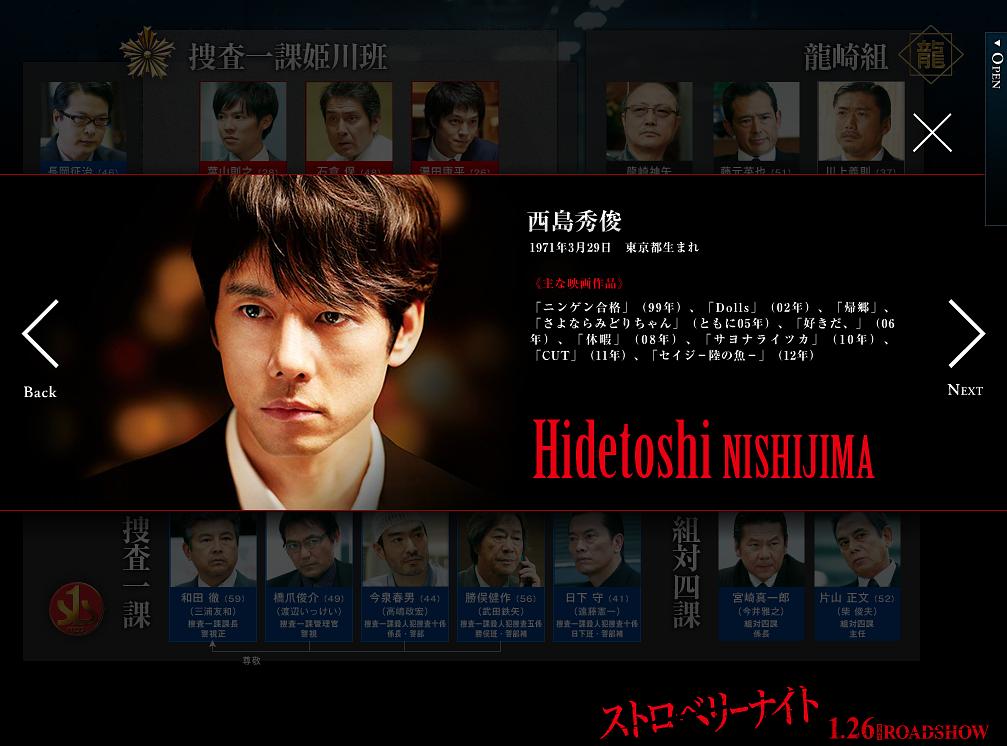 捜査一課姫川班
龍崎組
龍
OPEN
長岡征治（46）
葉山則之（28）
石倉 保（48）
湯田康平（26）
龍崎神矢
藤元英也（51）
川上義則（37）
西島秀俊
1971年3月29日　東京都生まれ
《主な映画作品》
「ニンゲン合格」（99年）、「Dolls」（02年）、「帰郷」、
「さよならみどりちゃん」（ともに05年）、「好きだ、」（06
年）、「休暇」（08年）、「サヨナライツカ」（10年）、
「CUT」（11年）、「セイジ－陸の魚－」（12年）
Back
NEXT
Hidetoshi NISHIJIMA
捜査一課
和田 徹（59）
（三浦友和）
捜査一課課長
警視正
橋爪俊介（49）
（渡辺いっけい）
捜査一課管理官
警視
今泉春男（44）
（高嶋政宏）
捜査一課殺人犯捜査十係
係長・警部
勝俣健作（56）
（武田鉄矢）
捜査一課殺人犯捜査五係
勝俣班・警部補
日下 守（41）
（遠藤憲一）
捜査一課殺人犯捜査十係
日下班・警部補
組対四課
宮崎真一郎
（今井雅之）
組対四課
係長
片山 正文（52）
（柴 俊夫）
組対四課
主任
尊敬
ストロベリーナイト
1.26 ROADSHOW